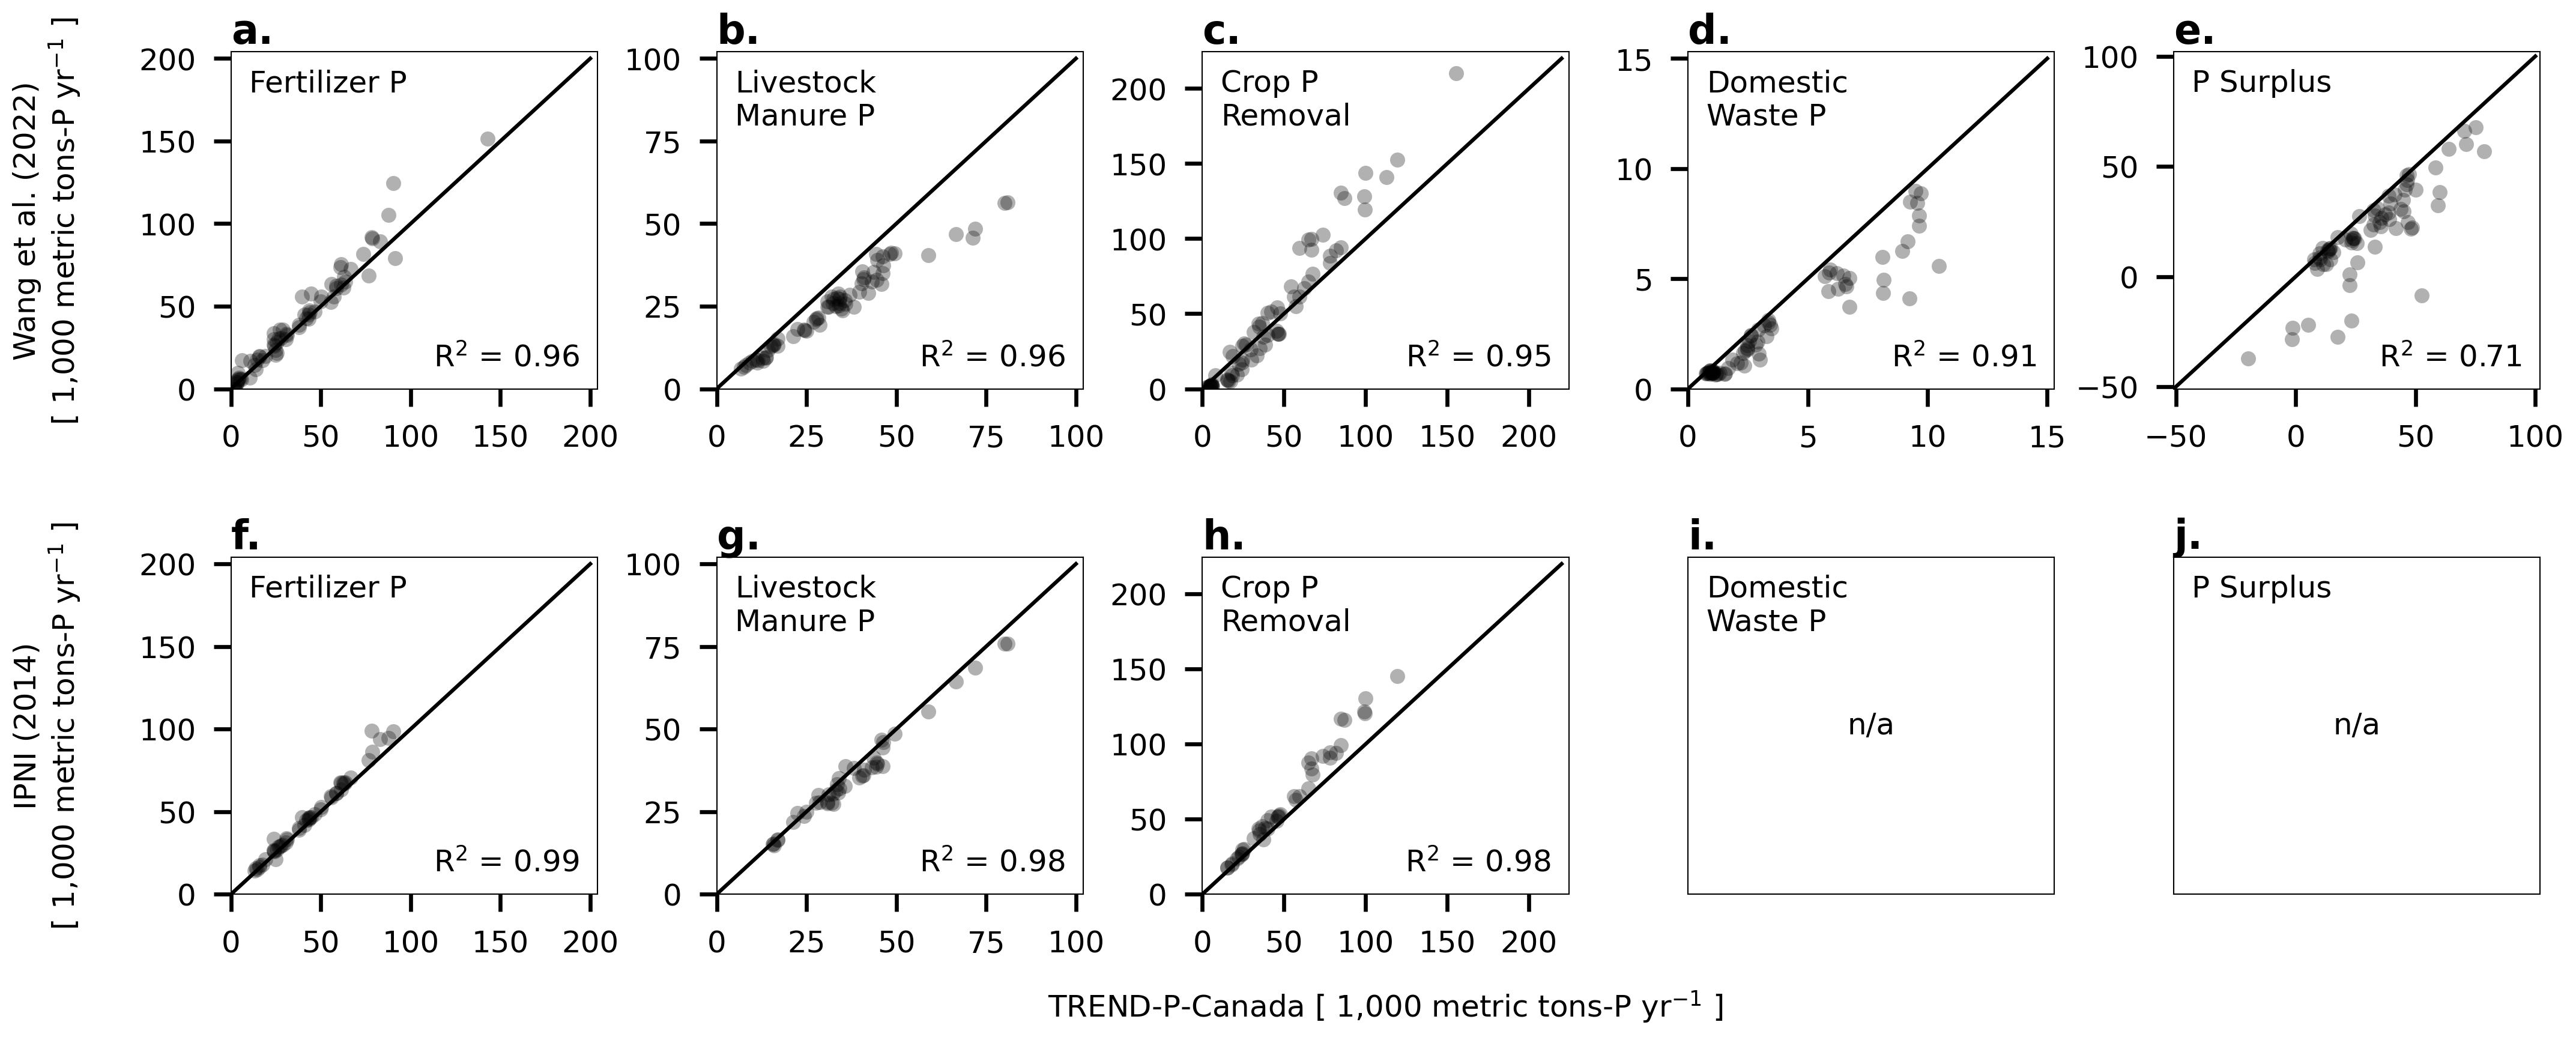 a.
b.
c.
d.
e.
Wang et al. (2022)
[ 1,000 metric tons-P yr⁻¹ ]
200
150
100
50
0
Fertilizer P
R² = 0.96
0 50 100 150 200
100
75
50
25
0
Livestock
Manure P
R² = 0.96
0 25 50 75 100
200
150
100
50
0
Crop P
Removal
R² = 0.95
0 50 100 150 200
15
10
5
0
Domestic
Waste P
R² = 0.91
0 5 10 15
100
50
0
−50
P Surplus
R² = 0.71
−50 0 50 100
f.
g.
h.
i.
j.
IPNI (2014)
[ 1,000 metric tons-P yr⁻¹ ]
200
150
100
50
0
Fertilizer P
R² = 0.99
0 50 100 150 200
100
75
50
25
0
Livestock
Manure P
R² = 0.98
0 25 50 75 100
200
150
100
50
0
Crop P
Removal
R² = 0.98
0 50 100 150 200
Domestic
Waste P
n/a
P Surplus
n/a
TREND-P-Canada [ 1,000 metric tons-P yr⁻¹ ]